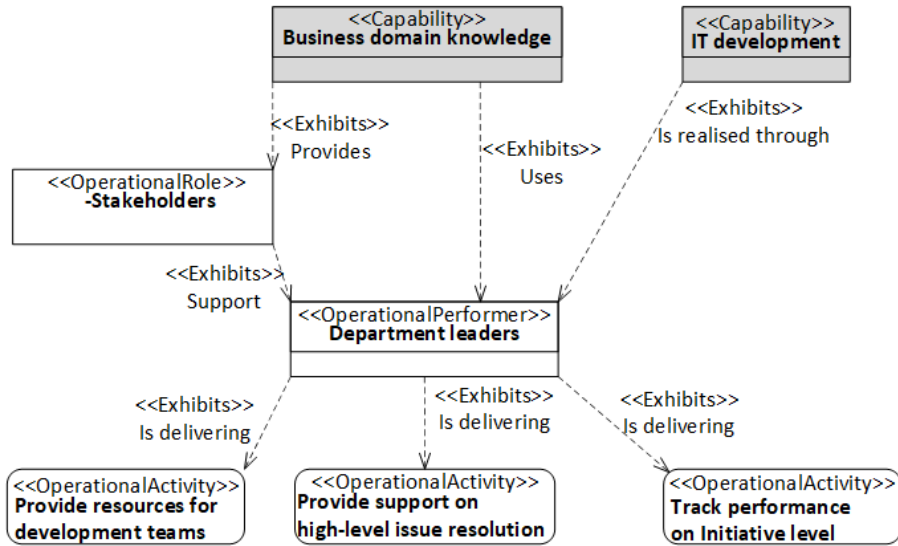 <<Capability>>
Business domain knowledge
<<Capability>>
IT development
<<Exhibits>>
Provides
<<Exhibits>>
Uses
<<Exhibits>>
Is realised through
<<OperationalRole>>
-Stakeholders
<<Exhibits>>
Support
<<OperationalPerformer>>
Department leaders
<<Exhibits>>
Is delivering
<<Exhibits>>
Is delivering
<<Exhibits>>
Is delivering
<<OperationalActivity>>
Provide resources for
development teams
<<OperationalActivity>>
Provide support on
high-level issue resolution
<<OperationalActivity>>
Track performance
on Initiative level